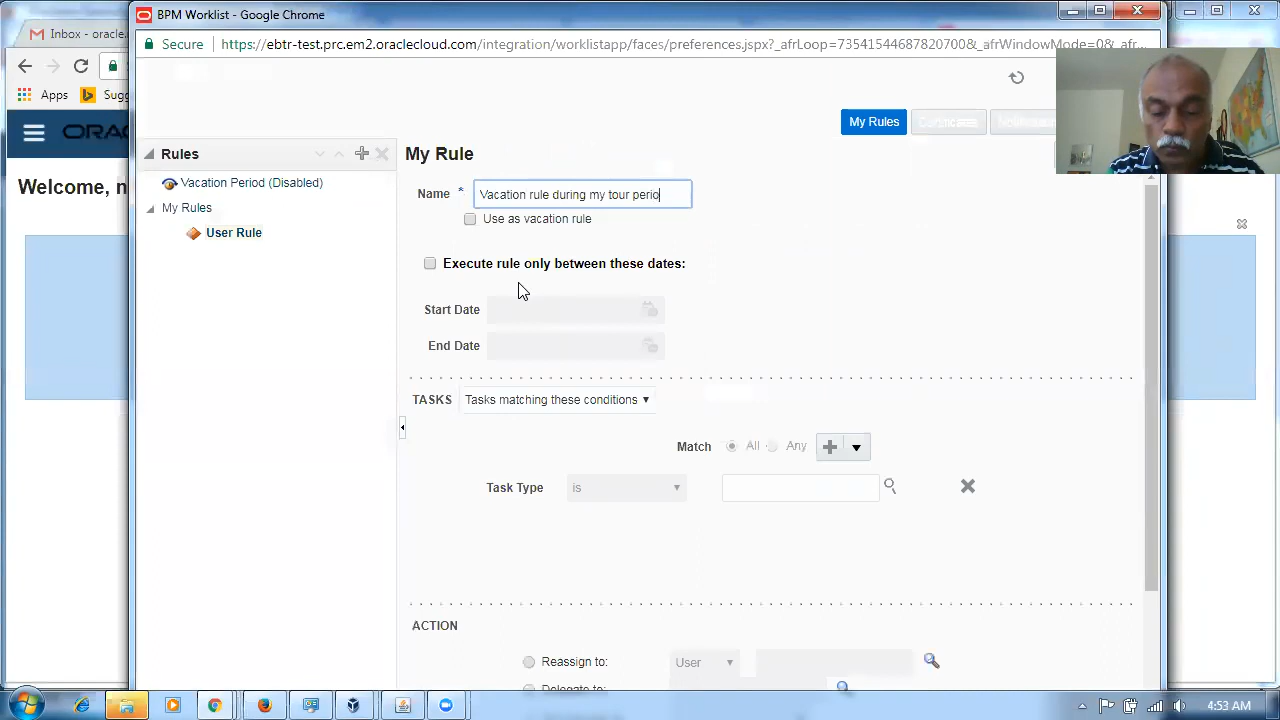 BPM Worklist - Google Chrome
Inbox - oracle.
Secure
https://ebtr-test.prc.em2.oraclecloud.com/integration/worklistapp/faces/preferences.jspx?_afrLoop=7354154468782070​0&_afrWindowMode=0&_afr...
Apps
Sugg
ORAC
My Rules
Rules
My Rule
Welcome, n
Vacation Period (Disabled)
Name * Vacation rule during my tour perio
My Rules
Use as vacation rule
User Rule
Execute rule only between these dates:
Start Date
End Date
TASKS Tasks matching these conditions
Match All Any
Task Type is
ACTION
Reassign to: User
Delegate to:
4:53 AM